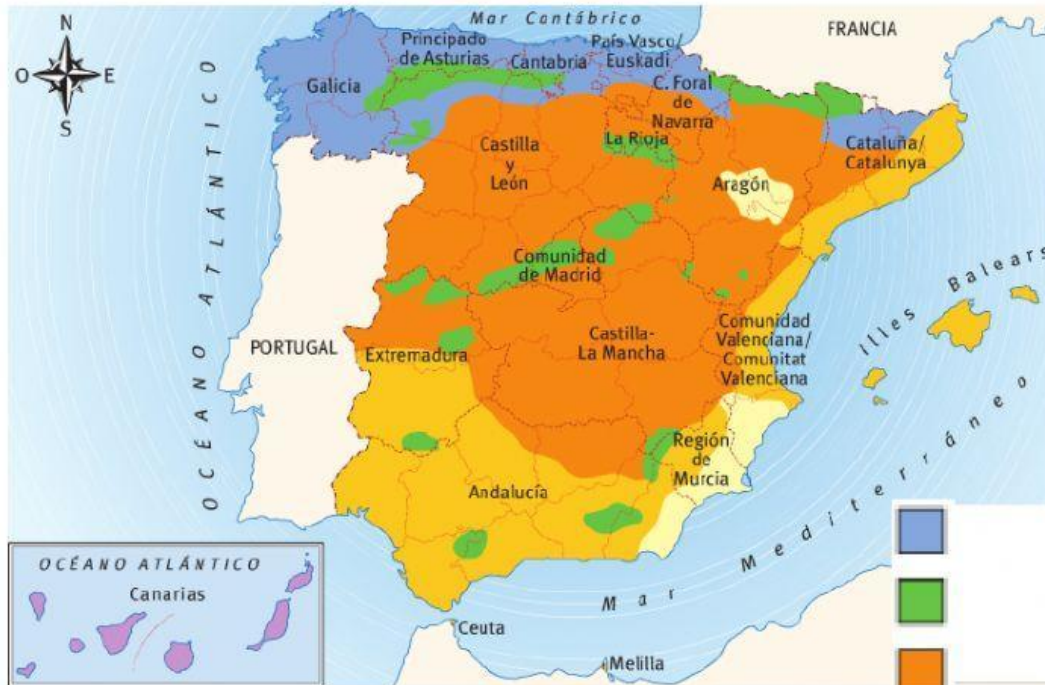 Mar Cantábrico
FRANCIA
N
O
E
S
Principado
de Asturias
Cantabria
País Vasco/
Euskadi
Galicia
C. Foral
de
Navarra
La Rioja
Castilla
y
León
Aragón
Cataluña/
Catalunya
OCÉANO ATLÁNTICO
Comunidad
de Madrid
Illes Balears
PORTUGAL
Extremadura
Castilla-
La Mancha
Comunidad
Valenciana/
Comunitat
Valenciana
Región
de
Murcia
Andalucía
Mar Mediterráneo
OCÉANO ATLÁNTICO
Canarias
Ceuta
Melilla